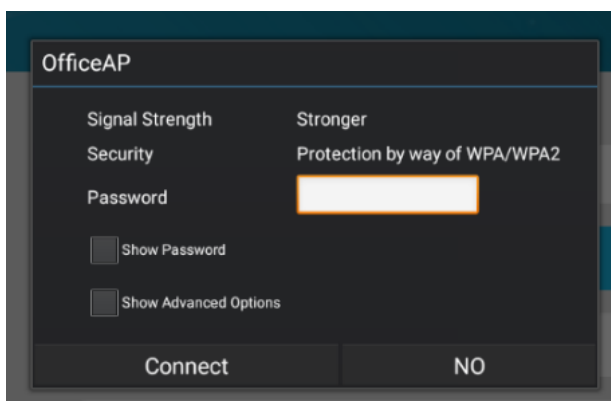 OfficeAP
Signal Strength Stronger
Security Protection by way of WPA/WPA2
Password
Show Password
Show Advanced Options
Connect NO